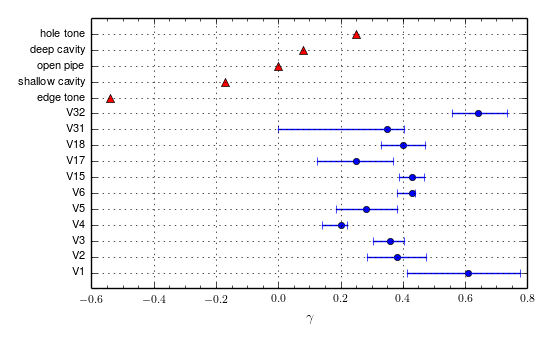 hole tone
deep cavity
open pipe
shallow cavity
edge tone
V32
V31
V18
V17
V15
V6
V5
V4
V3
V2
V1
−0.6 −0.4 −0.2 0.0 0.2 0.4 0.6 0.8
γ